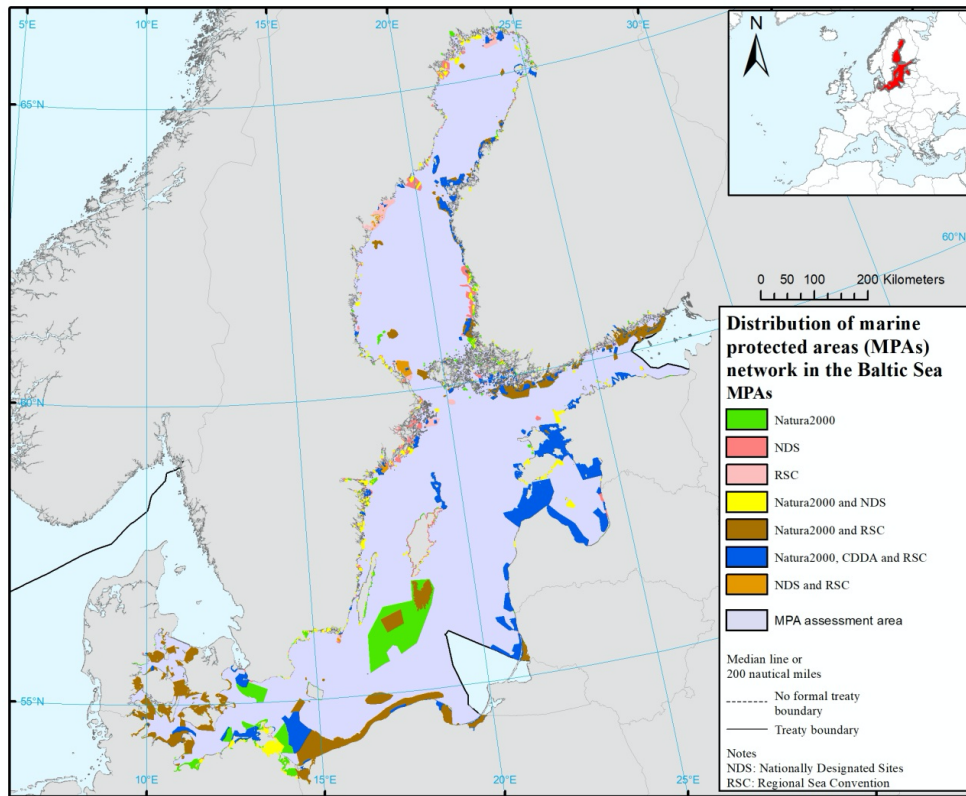 5°E
10°E
15°E
20°E
25°E
30°E
N
65°N
60°N
0 50 100 200 Kilometers
Distribution of marine
protected areas (MPAs)
network in the Baltic Sea
MPAs
Natura2000
NDS
RSC
Natura2000 and NDS
Natura2000 and RSC
Natura2000, CDDA and RSC
NDS and RSC
MPA assessment area
Median line or
200 nautical miles
No formal treaty
boundary
Treaty boundary
Notes
NDS: Nationally Designated Sites
RSC: Regional Sea Convention
60°N
55°N
55°N
10°E
15°E
20°E
25°E